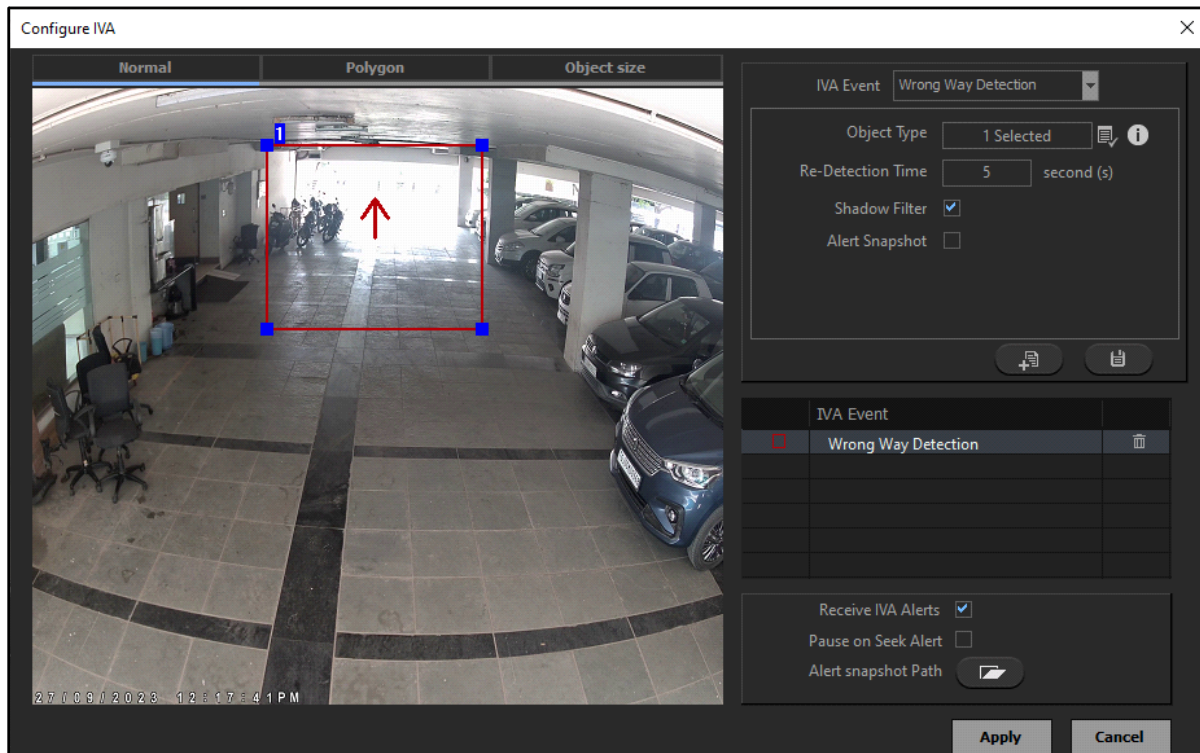 Configure IVA
Normal
Polygon
Object size
1
27/09/2023 12:17:41PM
IVA Event
Wrong Way Detection
Object Type
1 Selected
Re-Detection Time
5
second (s)
Shadow Filter
Alert Snapshot
IVA Event
Wrong Way Detection
Receive IVA Alerts
Pause on Seek Alert
Alert snapshot Path
Apply
Cancel